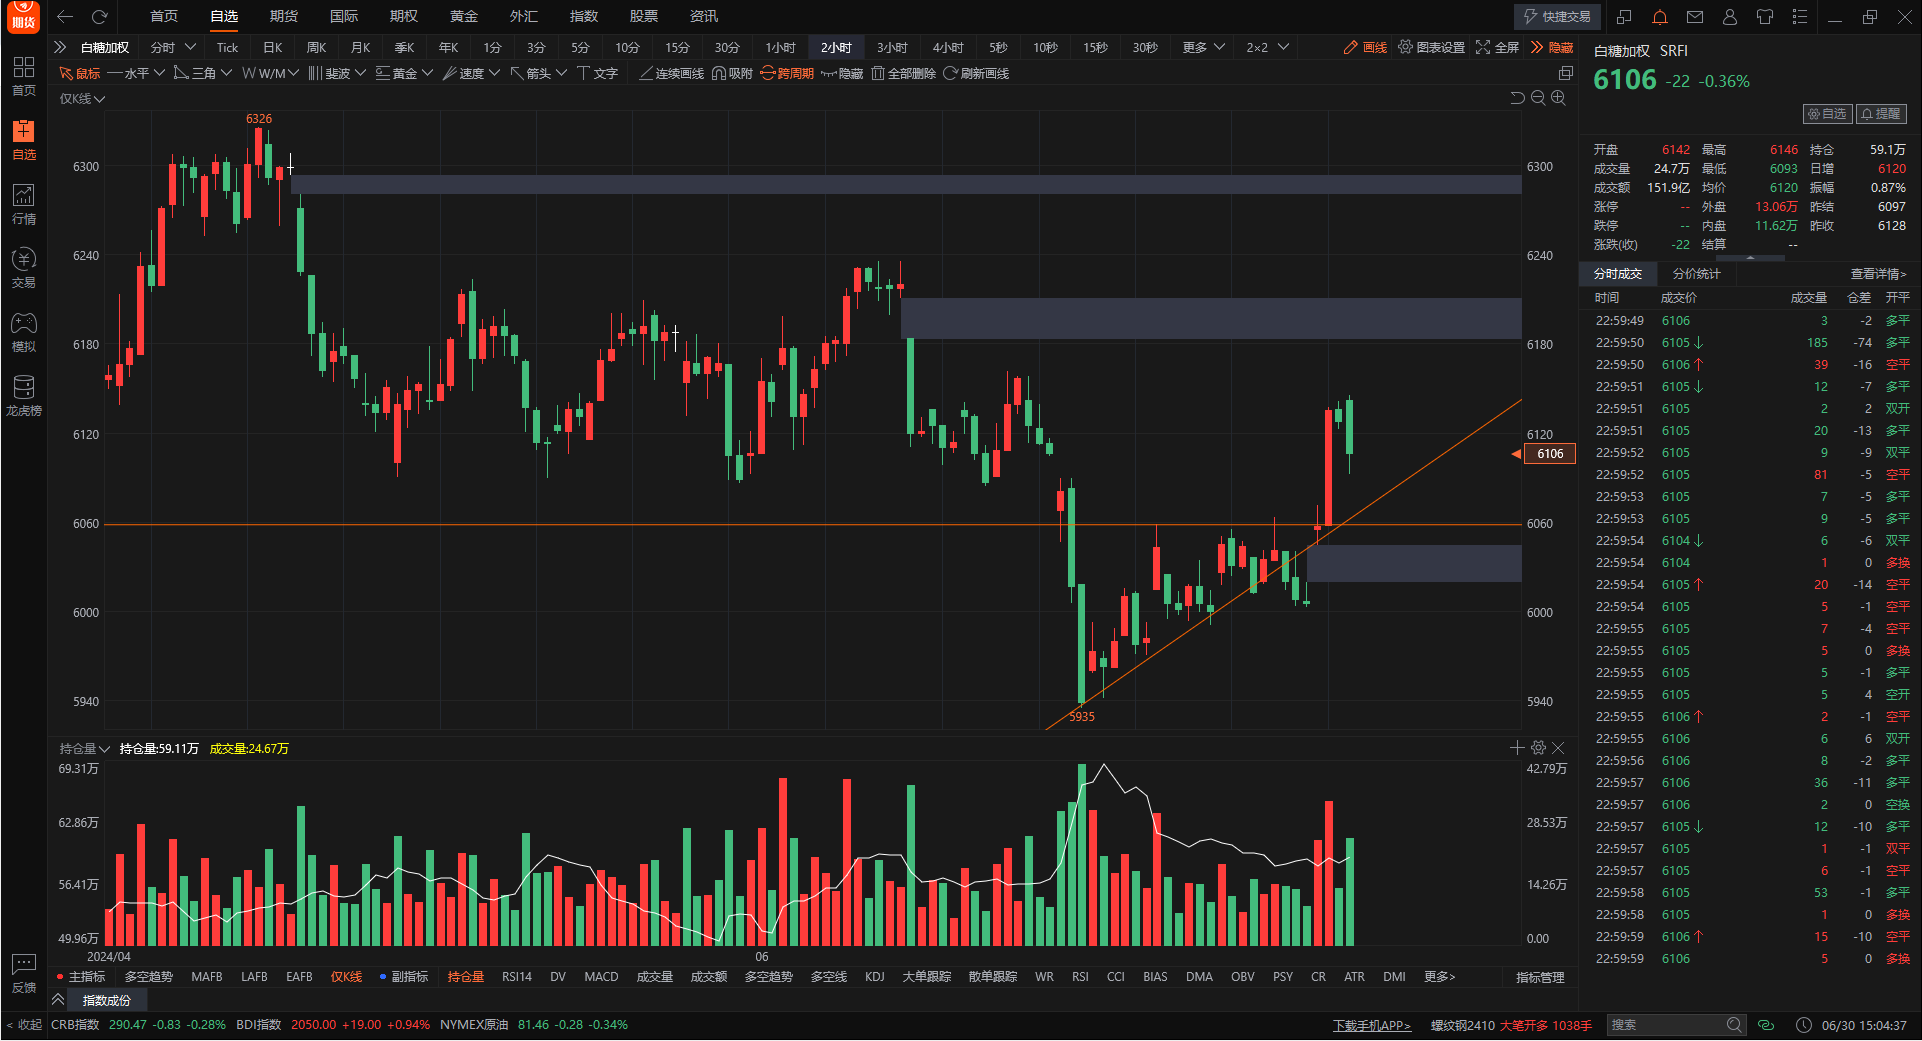 期货
首页 自选 期货 国际 期权 黄金 外汇 指数 股票 资讯
快捷交易
白糖加权 分时 Tick 日K 周K 月K 季K 年K 1分 3分 5分 10分 15分 30分 1小时 2小时 3小时 4小时 5秒 10秒 15秒 30秒 更多 2×2 画线 图表设置 全屏 隐藏
鼠标 水平 三角 W/M 斐波 黄金 速度 箭头 文字 连续画线 吸附 跨周期 隐藏 全部删除 刷新画线
仅K线
首页
自选
行情
交易
模拟
龙虎榜
反馈
< 收起
6326
6300 6300
6240 6240
6180 6180
6120 6120
6106
6060 6060
6000 6000
5940 5940
5935
持仓量 持仓量:59.11万 成交量:24.67万
69.31万 42.79万
62.86万 28.53万
56.41万 14.26万
49.96万 0.00
2024/04 06
主指标 多空趋势 MAFB LAFB EAFB 仅K线 副指标 持仓量 RSI14 DV MACD 成交量 成交额 多空趋势 多空线 KDJ 大单跟踪 散单跟踪 WR RSI CCI BIAS DMA OBV PSY CR ATR DMI 更多> 指标管理
指数成份
CRB指数 290.47 -0.83 -0.28% BDI指数 2050.00 +19.00 +0.94% NYMEX原油 81.46 -0.28 -0.34%
下载手机APP> 螺纹钢2410 大笔开多 1038手 搜索 06/30 15:04:37
白糖加权 SRFI
6106 -22 -0.36%
自选 提醒
开盘 6142 最高 6146 持仓 59.1万
成交量 24.7万 最低 6093 日增 6120
成交额 151.9亿 均价 6120 振幅 0.87%
涨停 -- 外盘 13.06万 昨结 6097
跌停 -- 内盘 11.62万 昨收 6128
涨跌(收) -22 结算 --
分时成交 分价统计 查看详情>
时间 成交价 成交量 仓差 开平
22:59:49 6106 3 -2 多平
22:59:50 6105↓ 185 -74 多平
22:59:50 6106↑ 39 -16 空平
22:59:51 6105↓ 12 -7 多平
22:59:51 6105 2 2 双开
22:59:51 6105 20 -13 多平
22:59:52 6105 9 -9 双平
22:59:52 6105 81 -5 空平
22:59:53 6105 7 -5 多平
22:59:53 6105 9 -5 多平
22:59:54 6104↓ 6 -6 双平
22:59:54 6104 1 0 多换
22:59:54 6105↑ 20 -14 空平
22:59:54 6105 5 -1 空平
22:59:55 6105 7 -4 空平
22:59:55 6105 5 0 多换
22:59:55 6105 5 -1 多平
22:59:55 6105 5 4 空开
22:59:55 6106↑ 2 -1 空平
22:59:55 6106 6 6 双开
22:59:56 6106 8 -2 多平
22:59:57 6106 36 -11 多平
22:59:57 6106 2 0 空换
22:59:57 6105↓ 12 -10 多平
22:59:57 6105 1 -1 双平
22:59:57 6105 6 -1 空平
22:59:58 6105 53 -1 多平
22:59:58 6105 1 0 多换
22:59:59 6106↑ 15 -10 空平
22:59:59 6106 5 0 多换